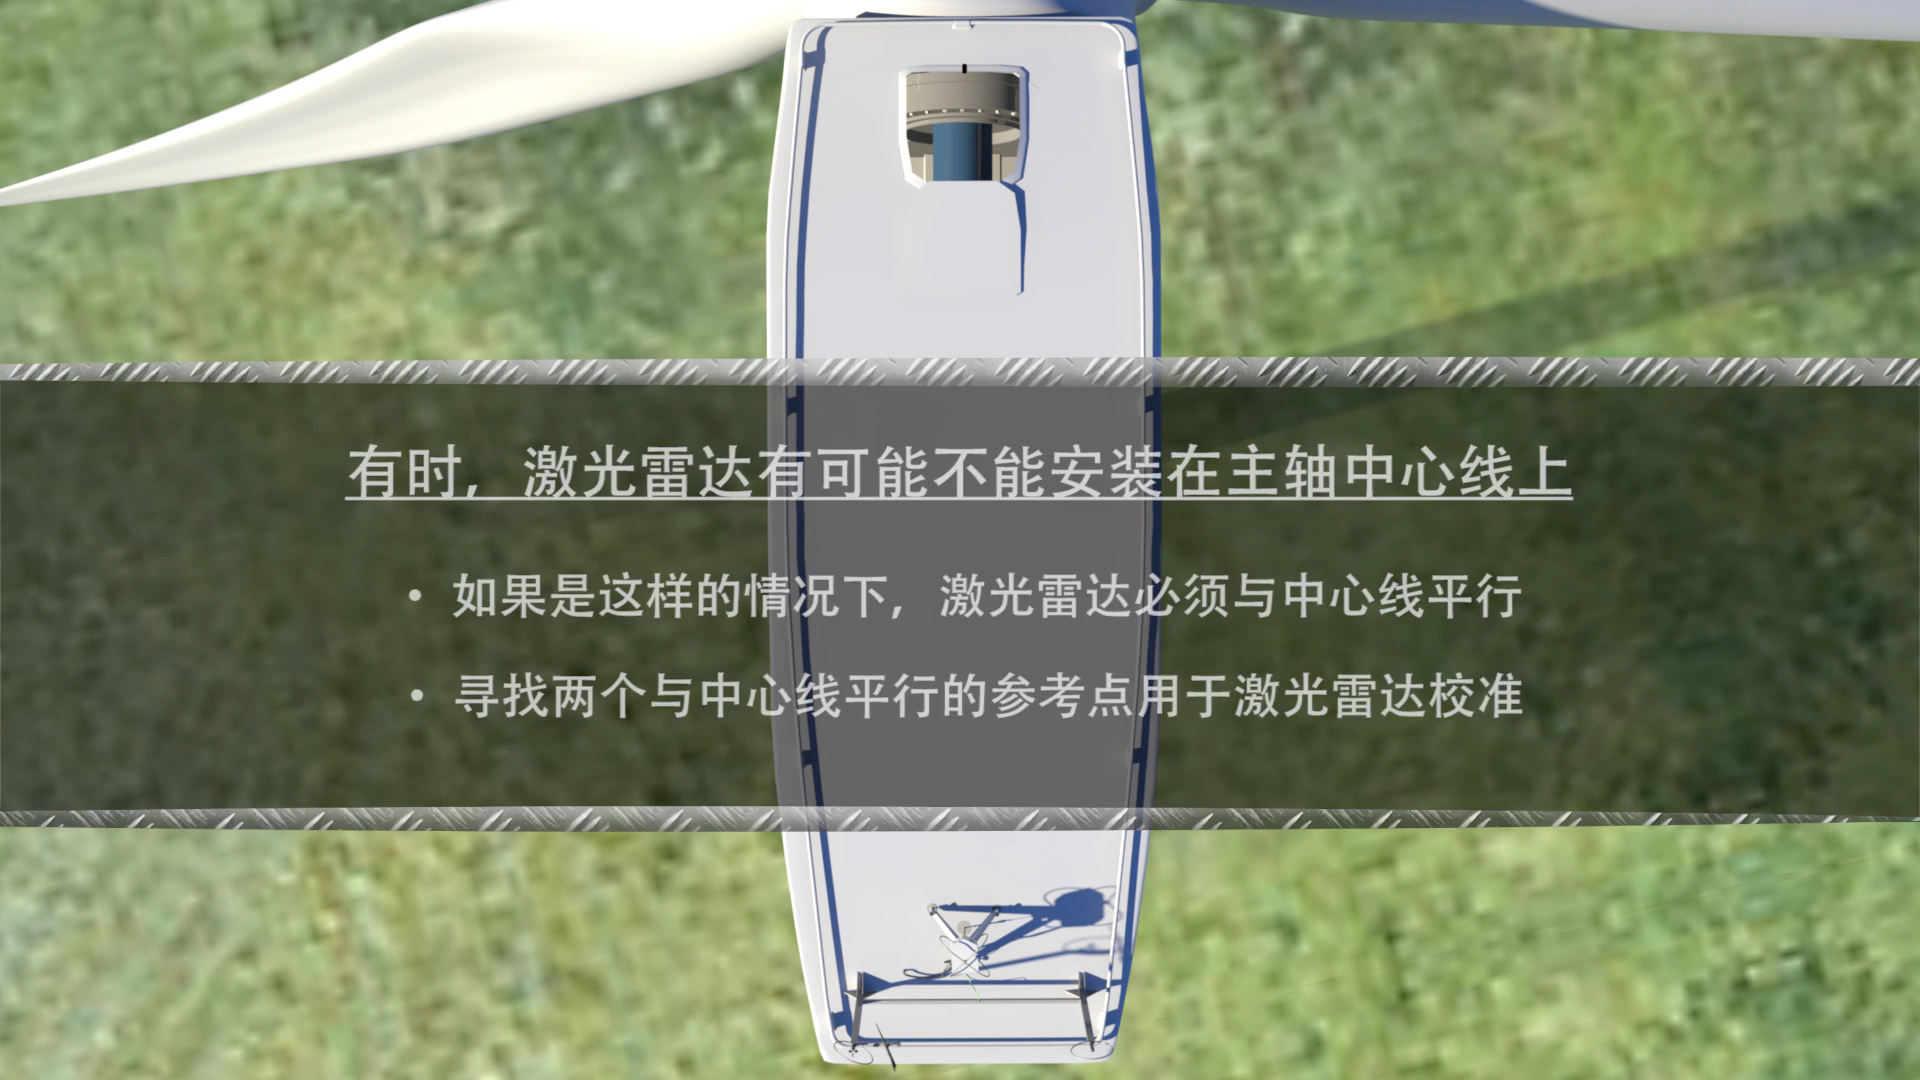 有时，激光雷达有可能不能安装在主轴中心线上
• 如果是这样的情况下，激光雷达必须与中心线平行
• 寻找两个与中心线平行的参考点用于激光雷达校准